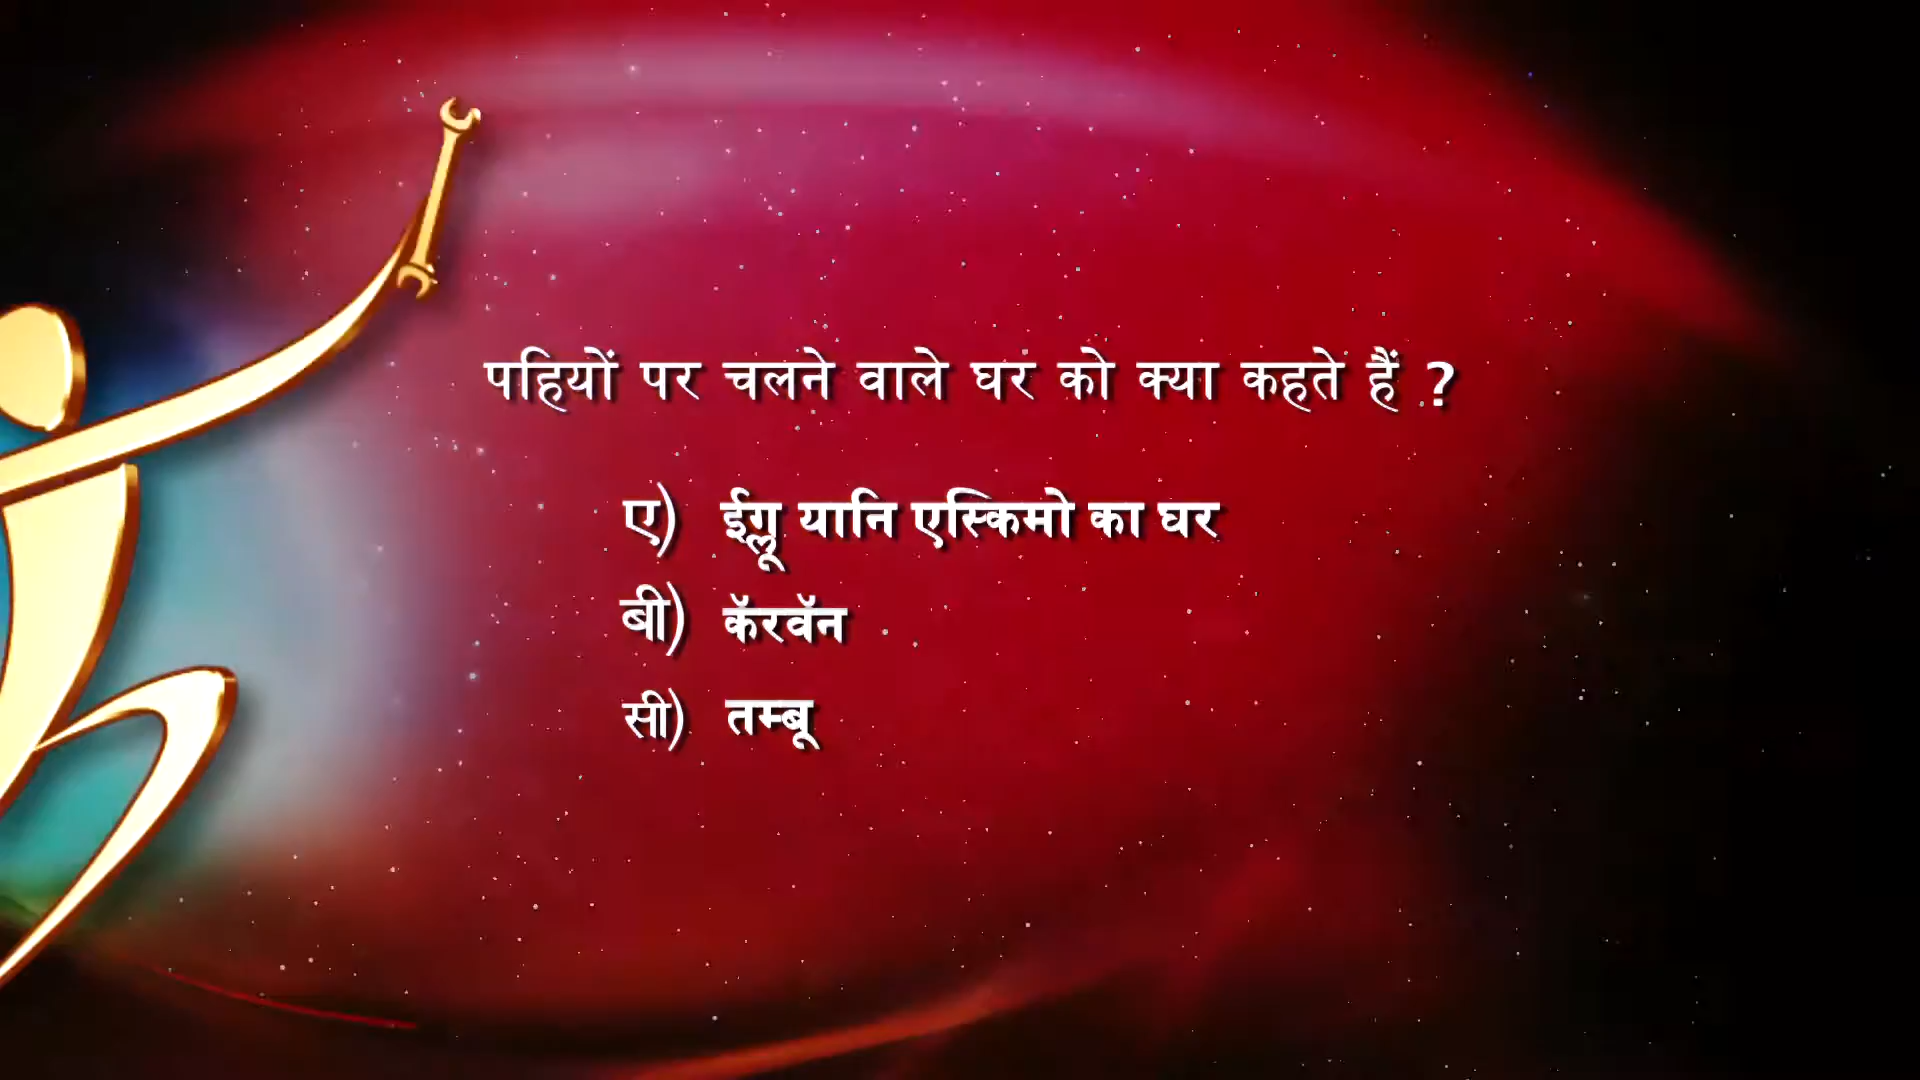 पहियों पर चलने वाले घर को क्या कहते हैं ?
ए) ईग्लू यानि एस्किमो का घर
बी) कॅरवॅन
सी) तम्बू